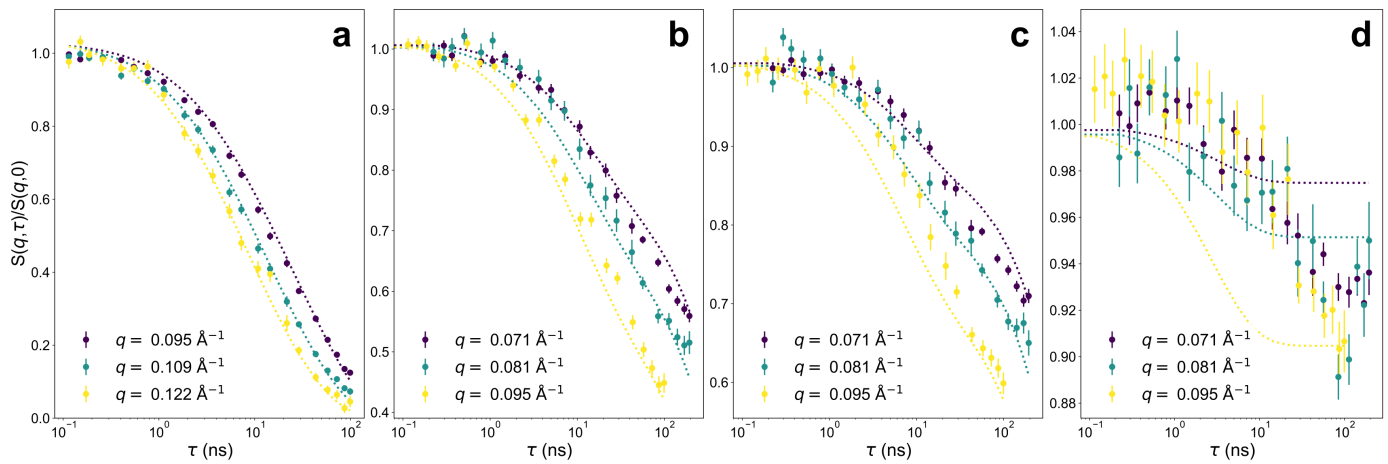 a
S(q,τ)/S(q,0)
1.0
0.8
0.6
0.4
0.2
0.0
q = 0.095 Å⁻¹
q = 0.109 Å⁻¹
q = 0.122 Å⁻¹
10⁻¹ 10⁰ 10¹ 10²
τ (ns)
b
1.0
0.9
0.8
0.7
0.6
0.5
0.4
q = 0.071 Å⁻¹
q = 0.081 Å⁻¹
q = 0.095 Å⁻¹
10⁻¹ 10⁰ 10¹ 10²
τ (ns)
c
1.0
0.9
0.8
0.7
0.6
q = 0.071 Å⁻¹
q = 0.081 Å⁻¹
q = 0.095 Å⁻¹
10⁻¹ 10⁰ 10¹ 10²
τ (ns)
d
1.04
1.02
1.00
0.98
0.96
0.94
0.92
0.90
0.88
q = 0.071 Å⁻¹
q = 0.081 Å⁻¹
q = 0.095 Å⁻¹
10⁻¹ 10⁰ 10¹ 10²
τ (ns)